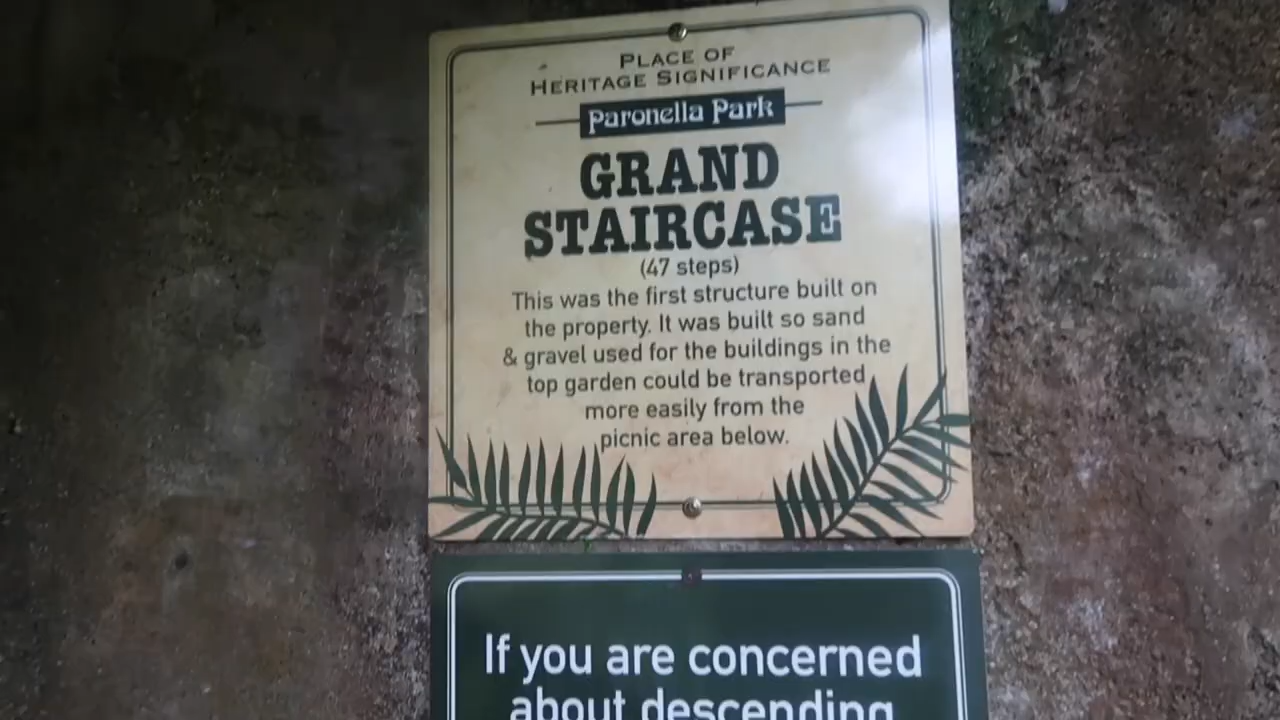 PLACE OF
HERITAGE SIGNIFICANCE
Paronella Park
GRAND
STAIRCASE
(47 steps)
This was the first structure built on
the property. It was built so sand
& gravel used for the buildings in the
top garden could be transported
more easily from the
picnic area below.
If you are concerned
about descending